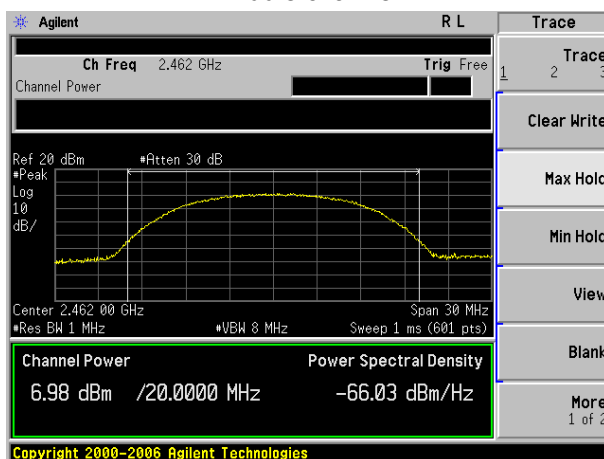 Agilent R L Trace
Ch Freq 2.462 GHz Trig Free
Channel Power
Trace
1 2 3
Clear Write
Max Hold
Min Hold
View
Blank
More
1 of 2
Ref 20 dBm #Atten 30 dB
#Peak
Log
10
dB/
Center 2.462 00 GHz Span 30 MHz
#Res BW 1 MHz #VBW 8 MHz Sweep 1 ms (601 pts)
Channel Power Power Spectral Density
6.98 dBm /20.0000 MHz -66.03 dBm/Hz
Copyright 2000-2006 Agilent Technologies